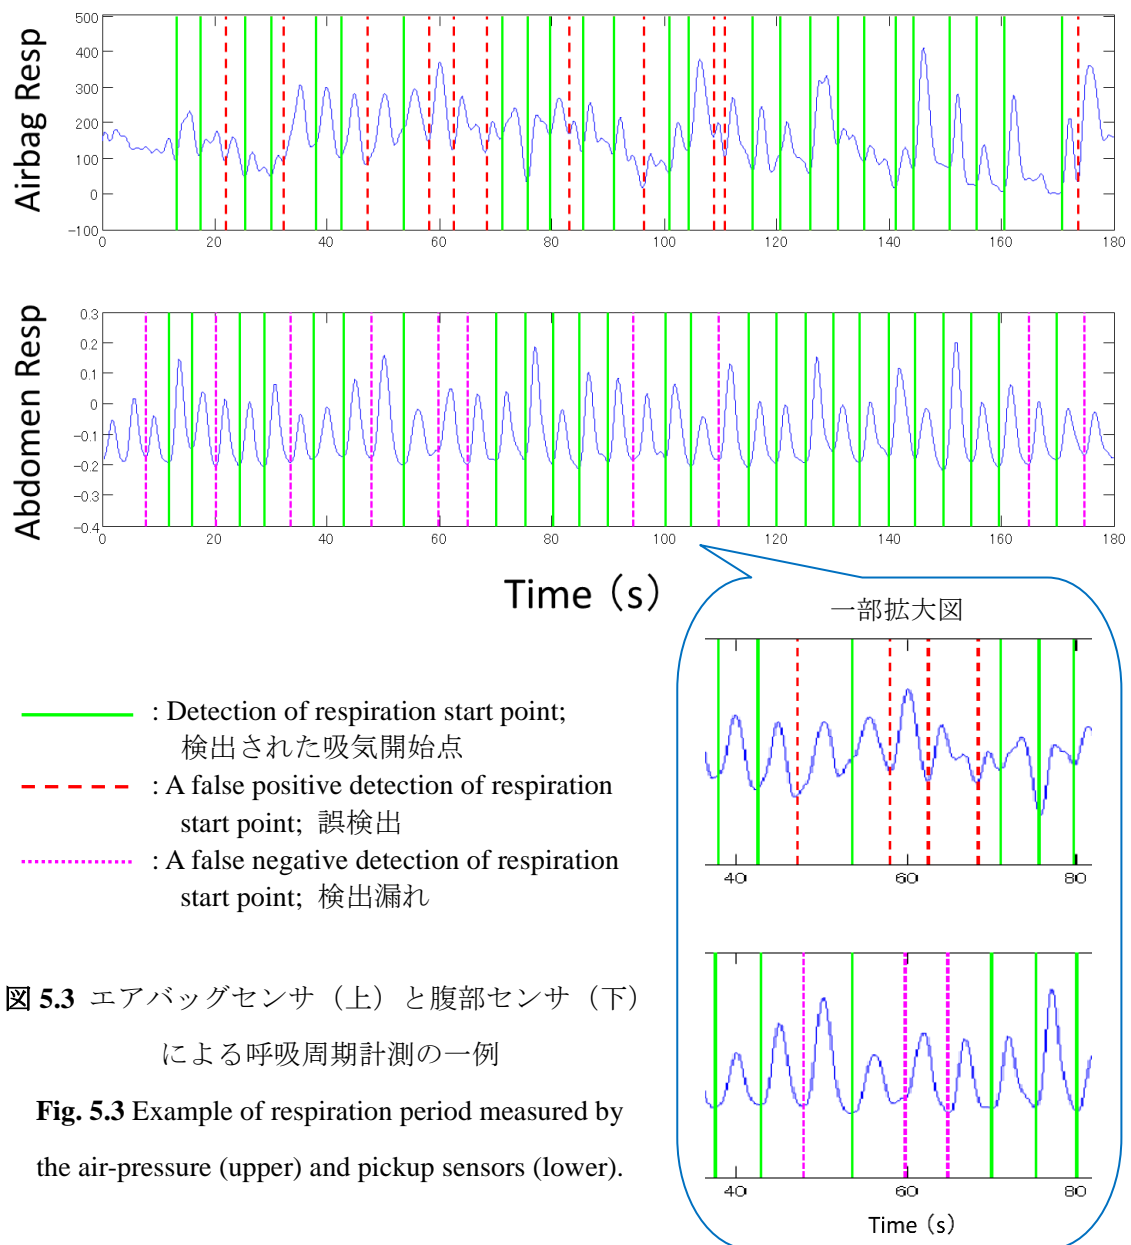 Airbag Resp
500
400
300
200
100
0
−100
0 20 40 60 80 100 120 140 160 180
Abdomen Resp
0.3
0.2
0.1
0
−0.1
−0.2
−0.3
−0.4
0 20 40 60 80 100 120 140 160 180
Time（s）
一部拡大図
40 60 80
40 60 80
Time（s）
: Detection of respiration start point;
検出された吸気開始点
: A false positive detection of respiration
start point; 誤検出
: A false negative detection of respiration
start point; 検出漏れ
図 5.3 エアバッグセンサ（上）と腹部センサ（下）
による呼吸周期計測の一例
Fig. 5.3 Example of respiration period measured by
the air-pressure (upper) and pickup sensors (lower).